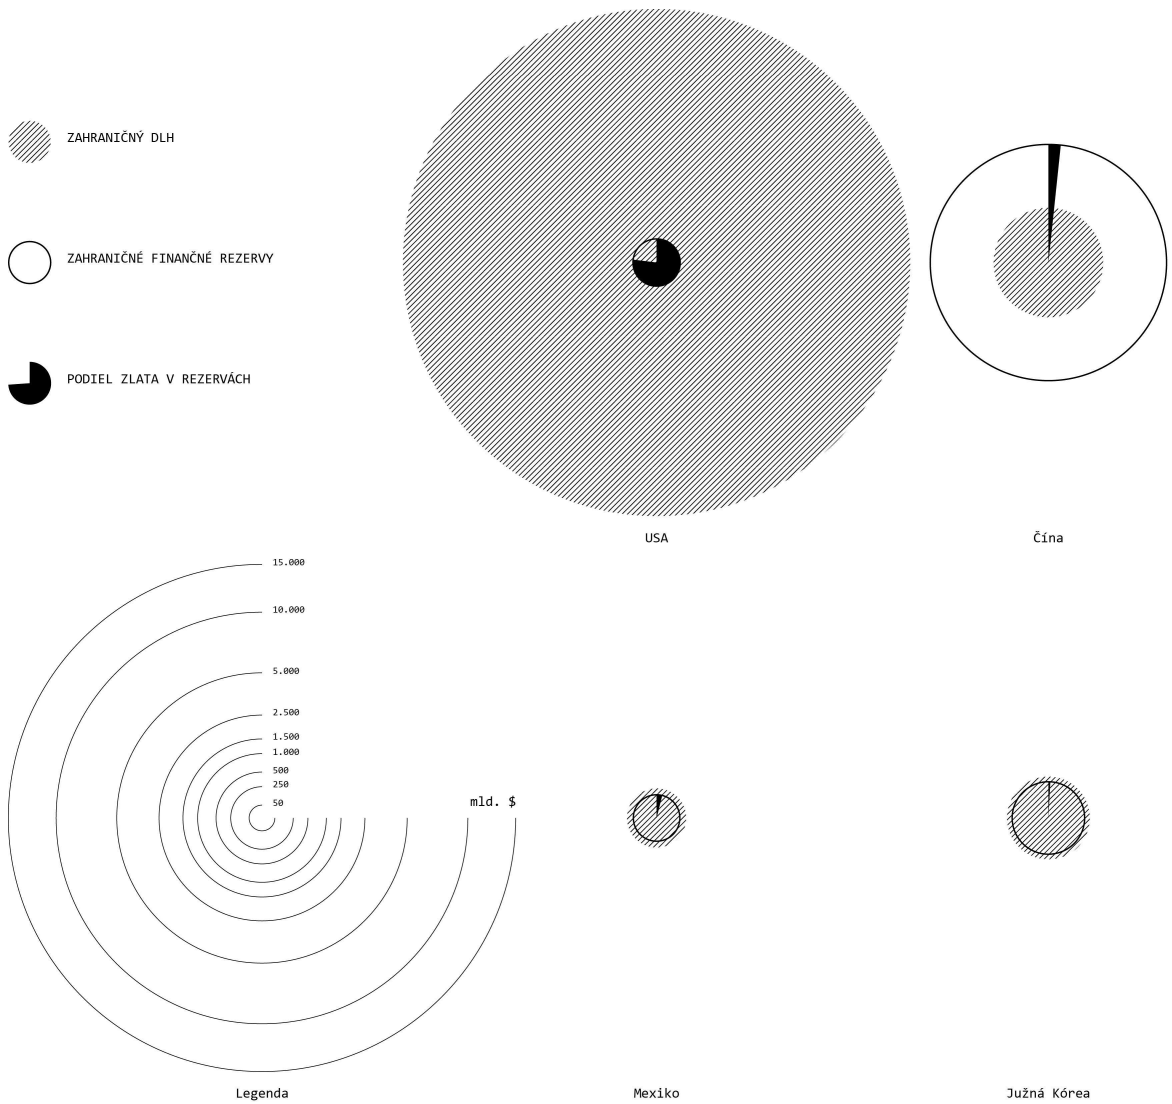 ZAHRANIČNÝ DLH
ZAHRANIČNÉ FINANČNÉ REZERVY
PODIEL ZLATA V REZERVÁCH
USA
Čína
15.000
10.000
5.000
2.500
1.500
1.000
500
250
50
mld. $
Legenda
Mexiko
Južná Kórea